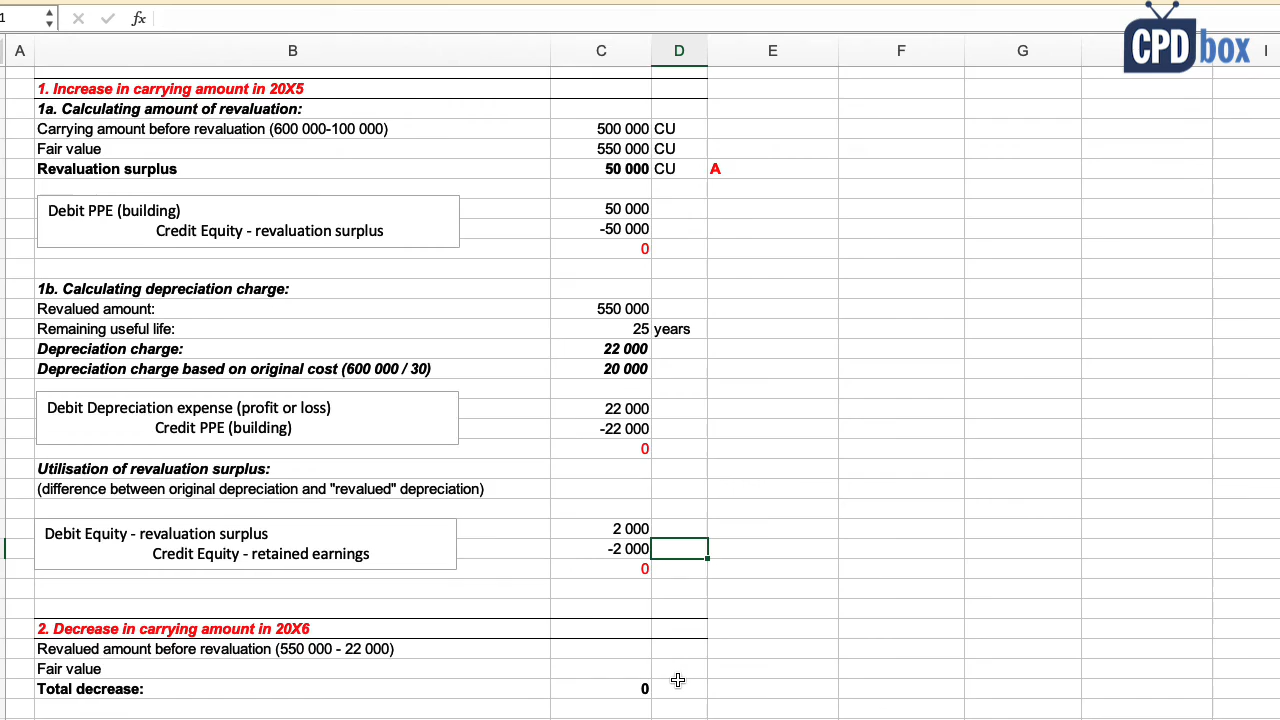 1 fx
CPDbox
A B C D E F G I
1. Increase in carrying amount in 20X5
1a. Calculating amount of revaluation:
Carrying amount before revaluation (600 000-100 000) 500 000 CU
Fair value 550 000 CU
Revaluation surplus 50 000 CU A
Debit PPE (building) 50 000
Credit Equity - revaluation surplus -50 000
0
1b. Calculating depreciation charge:
Revalued amount: 550 000
Remaining useful life: 25 years
Depreciation charge: 22 000
Depreciation charge based on original cost (600 000 / 30) 20 000
Debit Depreciation expense (profit or loss) 22 000
Credit PPE (building) -22 000
0
Utilisation of revaluation surplus:
(difference between original depreciation and "revalued" depreciation)
Debit Equity - revaluation surplus 2 000
Credit Equity - retained earnings -2 000
0
2. Decrease in carrying amount in 20X6
Revalued amount before revaluation (550 000 - 22 000)
Fair value
Total decrease: 0